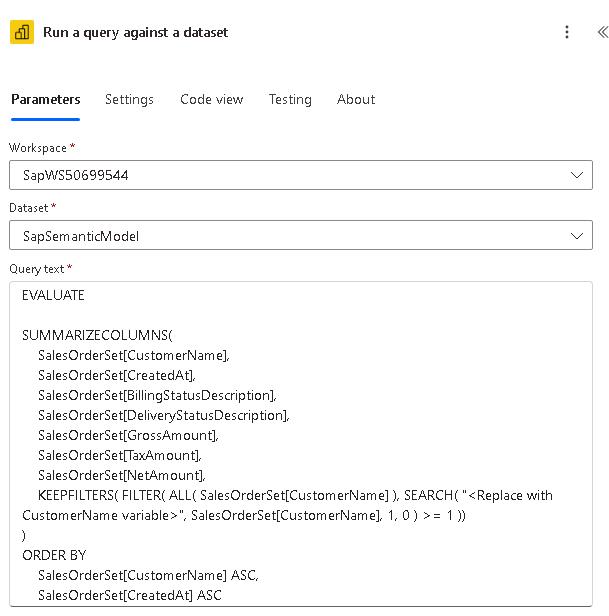 Run a query against a dataset
Parameters Settings Code view Testing About
Workspace *
SapWS50699544
Dataset *
SapSemanticModel
Query text *
EVALUATE
SUMMARIZECOLUMNS(
SalesOrderSet[CustomerName],
SalesOrderSet[CreatedAt],
SalesOrderSet[BillingStatusDescription],
SalesOrderSet[DeliveryStatusDescription],
SalesOrderSet[GrossAmount],
SalesOrderSet[TaxAmount],
SalesOrderSet[NetAmount],
KEEPFILTERS( FILTER( ALL( SalesOrderSet[CustomerName] ), SEARCH( "<Replace with
CustomerName variable>", SalesOrderSet[CustomerName], 1, 0 ) >= 1 ))
)
ORDER BY
SalesOrderSet[CustomerName] ASC,
SalesOrderSet[CreatedAt] ASC